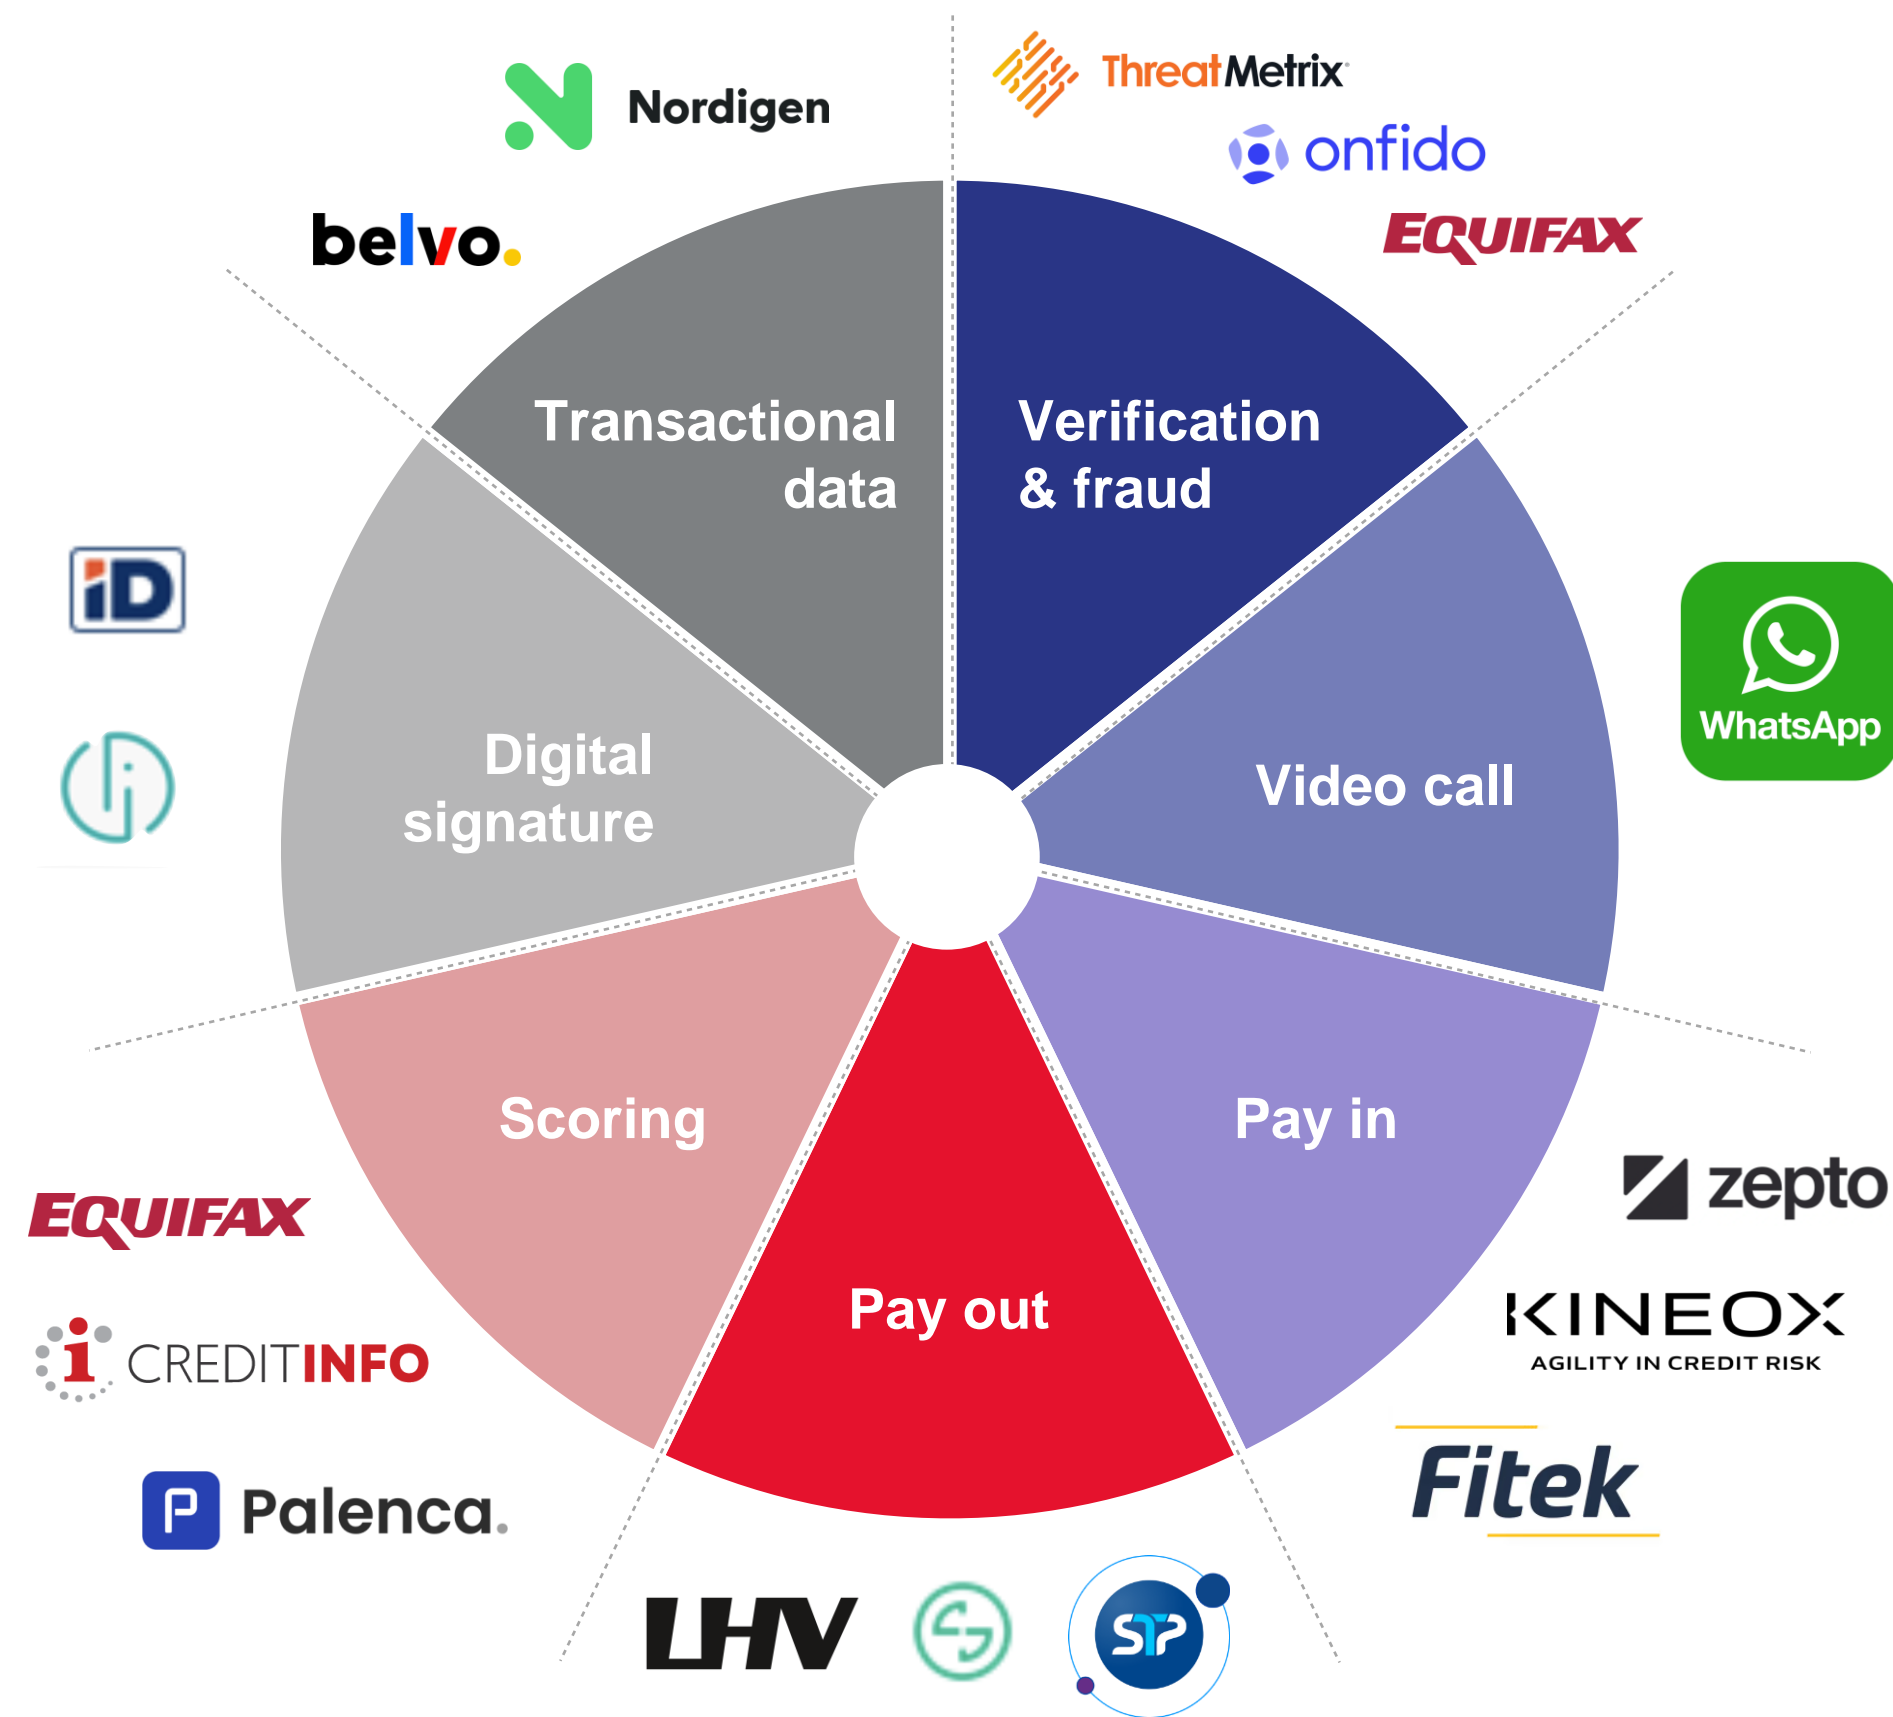 Nordigen
ThreatMetrix
onfido
belvo.
EQUIFAX
Transactional
data
Verification
& fraud
iD
WhatsApp
Digital
signature
Video call
Scoring
Pay in
zepto
EQUIFAX
Pay out
KINEOX
AGILITY IN CREDIT RISK
i CREDITINFO
Fitek
P Palenca.
LHV
STP